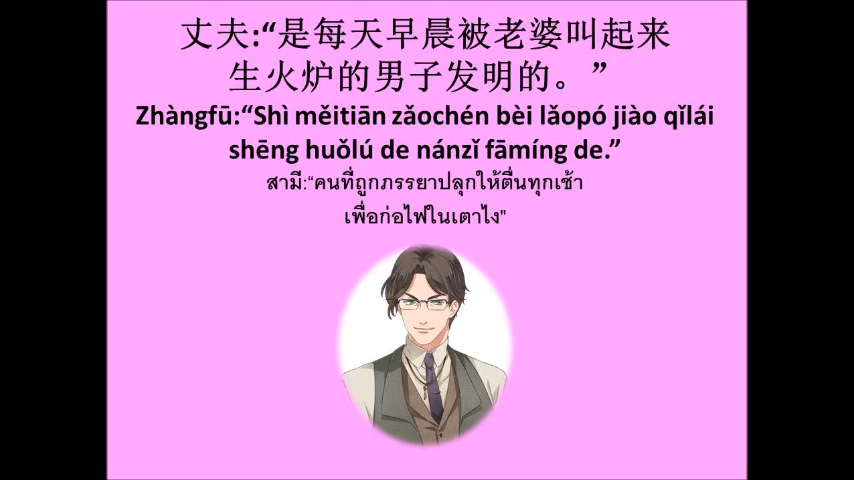 丈夫:“是每天早晨被老婆叫起来
生火炉的男子发明的。”
Zhàngfū:“Shì měitiān zǎochén bèi lǎopó jiào qǐlái
shēng huǒlú de nánzǐ fāmíng de.”
สามี:“คนที่ถูกภรรยาปลุกให้ตื่นทุกเช้า
เพื่อก่อไฟในเตาไง"